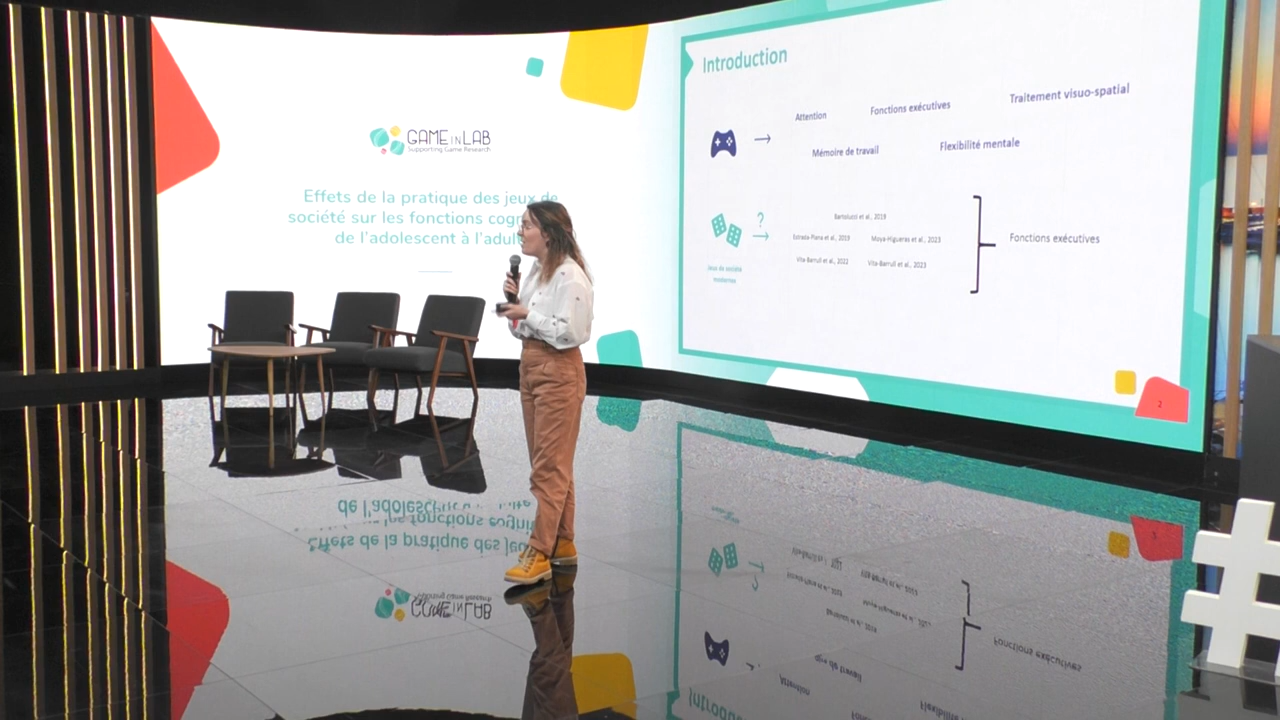 GAME IN LAB
Supporting Game Research
Effets de la pratique des jeux de
société sur les fonctions
de l'adolescent à
Introduction
Attention
Fonctions exécutives
Traitement visuo-spatial
Mémoire de travail
Flexibilité mentale
?
Bartolucci et al., 2019
Estrada-Plana et al., 2019
Moya-Higueras et al., 2023
Vita-Barrull et al., 2022
Vita-Barrull et al., 2023
Fonctions exécutives
Jeux de société
modernes
2
#